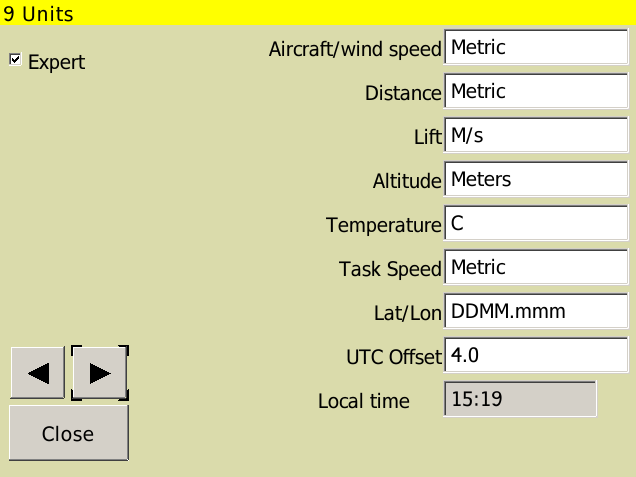 9 Units
Expert
Aircraft/wind speed Metric
Distance Metric
Lift M/s
Altitude Meters
Temperature C
Task Speed Metric
Lat/Lon DDMM.mmm
UTC Offset 4.0
Local time 15:19
Close